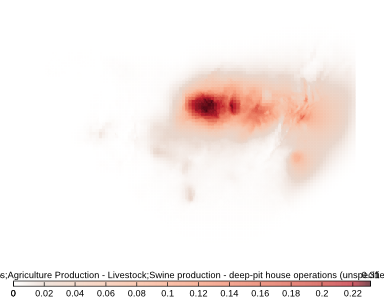 s;Agriculture Production - Livestock;Swine production - deep-pit house operations (unspecifie
0 0.02 0.04 0.06 0.08 0.1 0.12 0.14 0.16 0.18 0.2 0.22